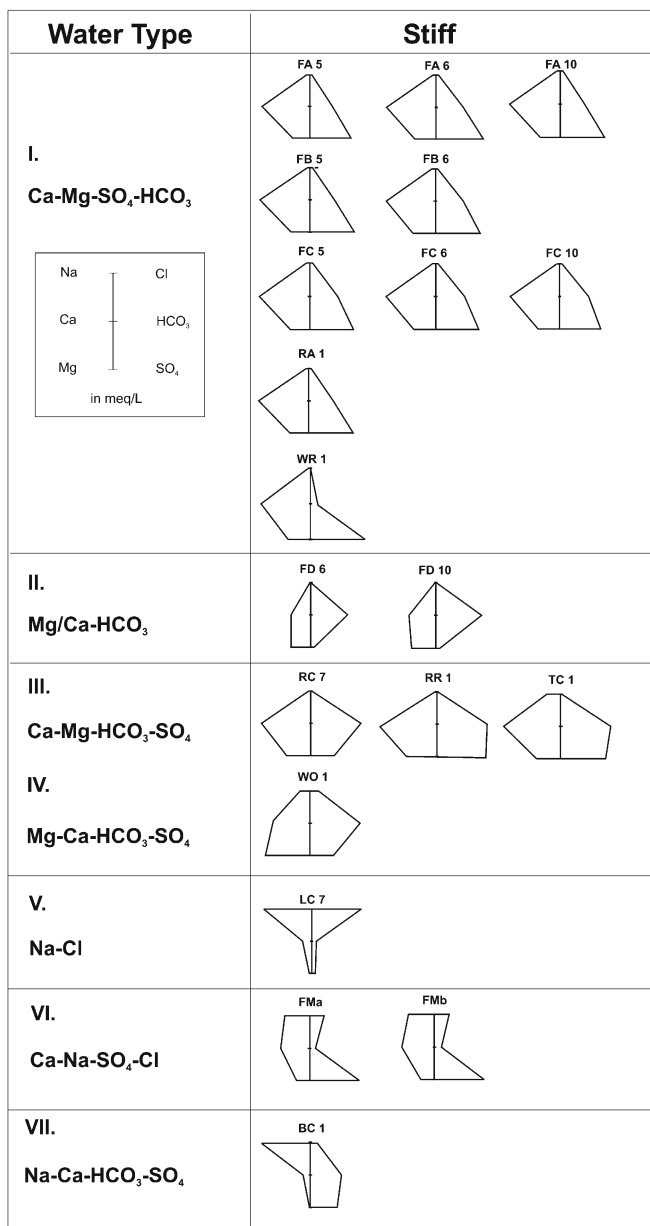 Water Type Stiff
FA 5 FA 6 FA 10
I.
Ca-Mg-SO₄-HCO₃
FB 5 FB 6
Na Cl
Ca HCO₃
Mg SO₄
in meq/L
FC 5 FC 6 FC 10
RA 1
WR 1
II.
Mg/Ca-HCO₃
FD 6 FD 10
III.
Ca-Mg-HCO₃-SO₄
RC 7 RR 1 TC 1
IV.
Mg-Ca-HCO₃-SO₄
WO 1
V.
Na-Cl
LC 7
VI.
Ca-Na-SO₄-Cl
FMa FMb
VII.
Na-Ca-HCO₃-SO₄
BC 1